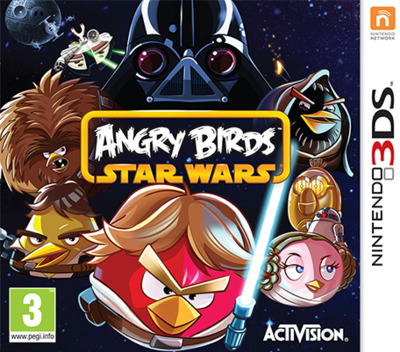 NINTENDO
NETWORK
ANGRY BIRDS
STAR WARS
NINTENDO 3DS
3
www.pegi.info
ACTIVISION